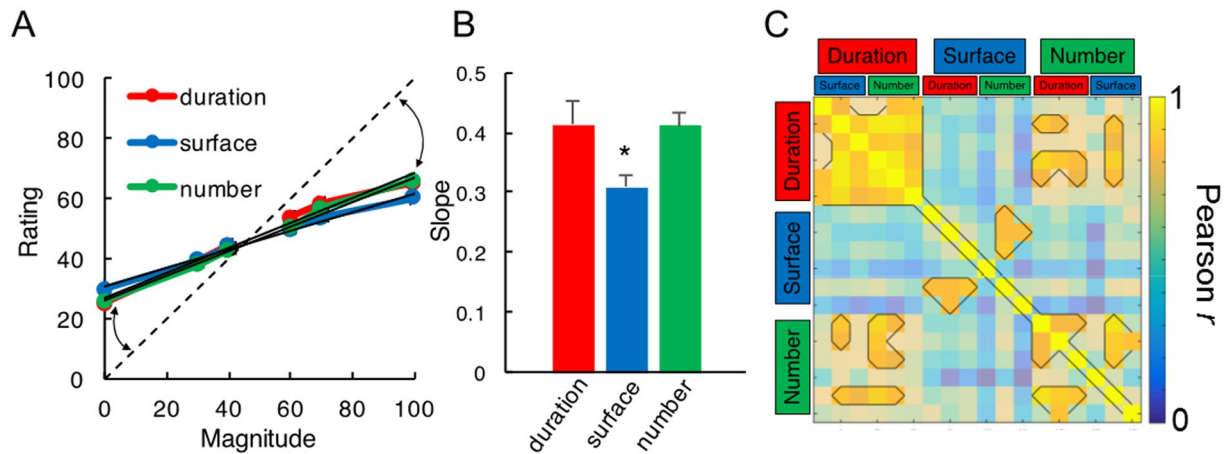 A
Rating
100
80
60
40
20
0
duration
surface
number
0 20 40 60 80 100
Magnitude
B
Slope
0.5
0.4
0.3
0.2
0.1
0
*
duration
surface
number
C
Duration Surface Number
Surface Number Duration Number Duration Surface
Duration
Surface
Number
1
0
Pearson r